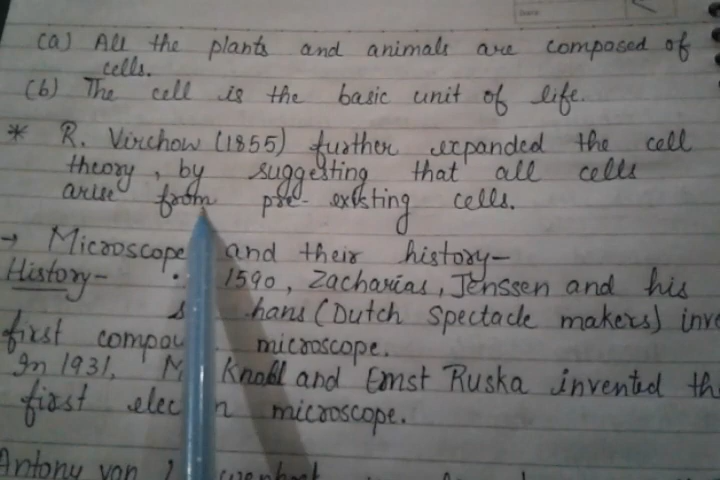 (a) All the plants and animals are composed of
cells.
(b) The cell is the basic unit of life.
* R. Virchow (1855) further expanded the cell
theory, by suggesting that all cells
arise from pre-existing cells.
→ Microscope and their history-
History- • 1590, Zacharias, Jenssen and his
hans (Dutch Spectacle makers)
first microscope.
In 1931, Knoll and Ernst Ruska invented
first microscope.
Antony van